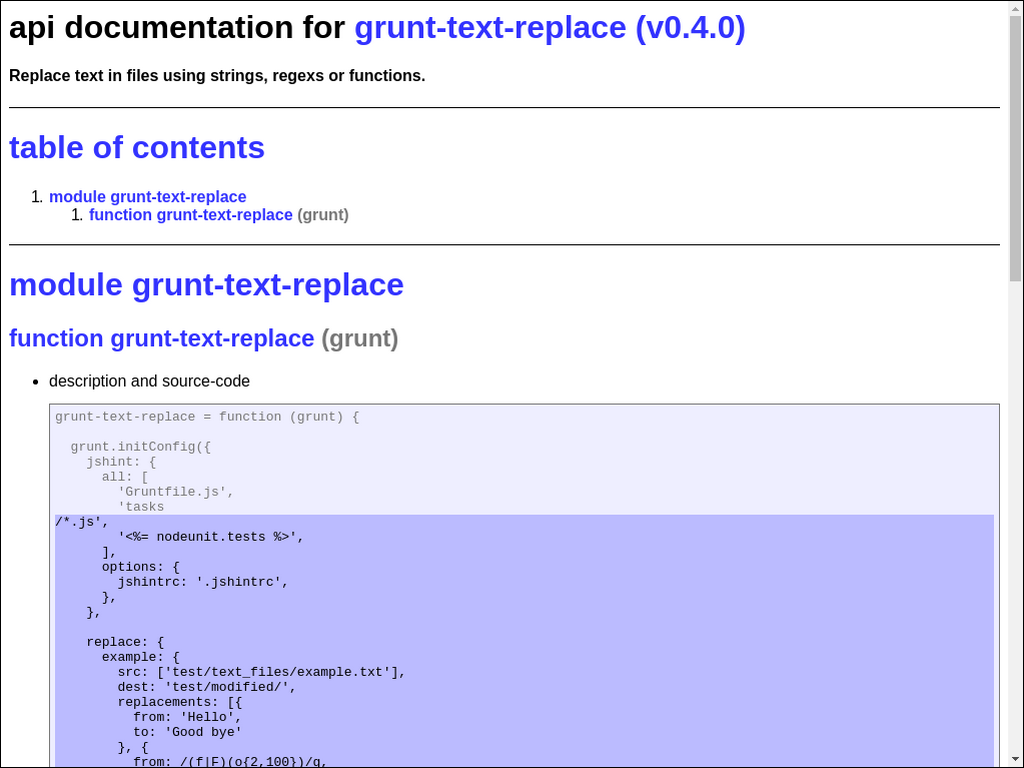 api documentation for grunt-text-replace (v0.4.0)
Replace text in files using strings, regexs or functions.
table of contents
1. module grunt-text-replace
1. function grunt-text-replace (grunt)
module grunt-text-replace
function grunt-text-replace (grunt)
• description and source-code
grunt-text-replace = function (grunt) {
grunt.initConfig({
jshint: {
all: [
'Gruntfile.js',
'tasks
/*.js',
'<%= nodeunit.tests %>',
],
options: {
jshintrc: '.jshintrc',
},
},
replace: {
example: {
src: ['test/text_files/example.txt'],
dest: 'test/modified/',
replacements: [{
from: 'Hello',
to: 'Good bye'
}, {
from: /(f|F)(o{2,100})/g,